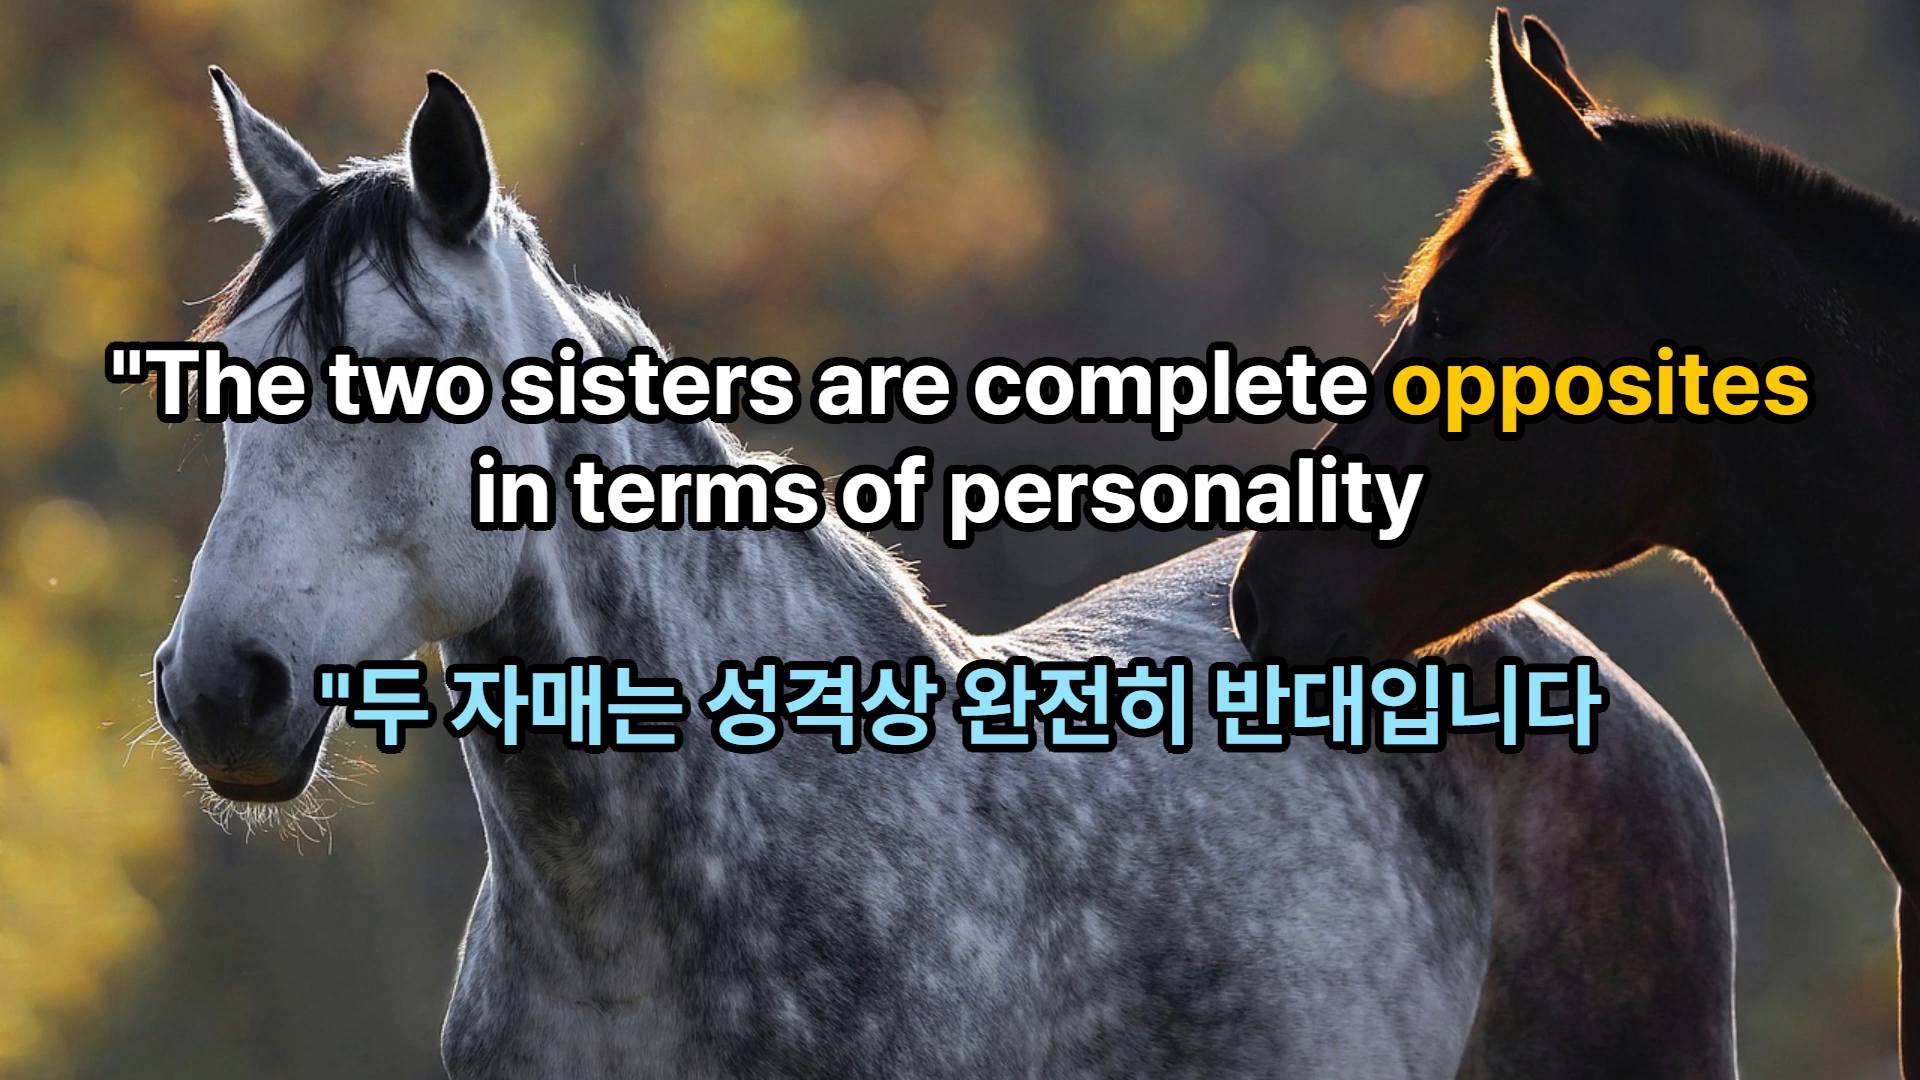 "The two sisters are complete opposites
in terms of personality
"두 자매는 성격상 완전히 반대입니다